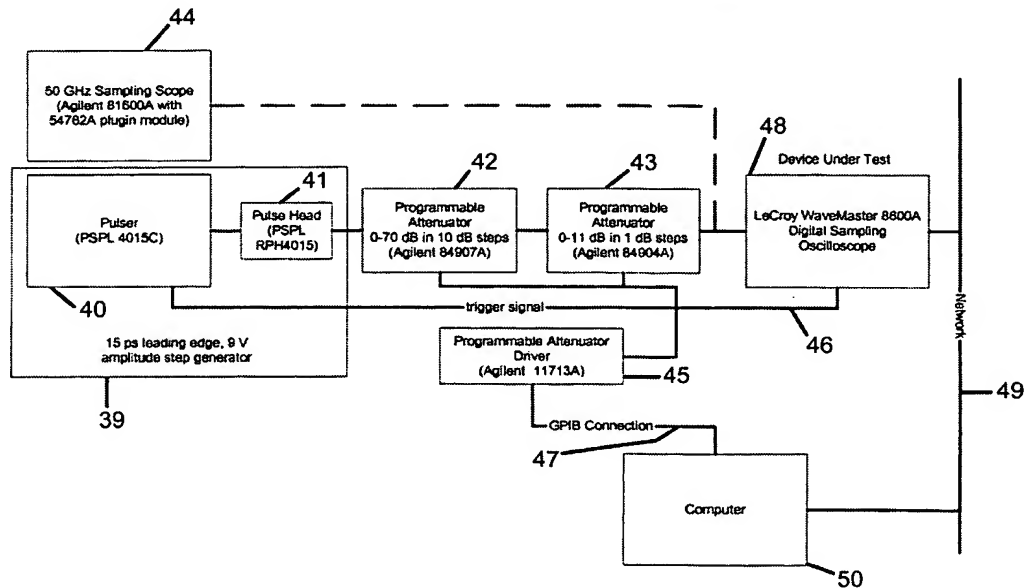 44
50 GHz Sampling Scope
(Agilent 81600A with
54762A plugin module)
48
Device Under Test
42
43
41
Pulser
(PSPL 4015C)
Pulse Head
(PSPL
RPH4015)
Programmable
Attenuator
0-70 dB in 10 dB steps
(Agilent 84907A)
Programmable
Attenuator
0-11 dB in 1 dB steps
(Agilent 84904A)
LeCroy WaveMaster 8600A
Digital Sampling
Oscilloscope
40
trigger signal
46
Network
15 ps leading edge, 9 V
amplitude step generator
Programmable Attenuator
Driver
(Agilent 11713A)
45
39
49
GPIB Connection
47
Computer
50